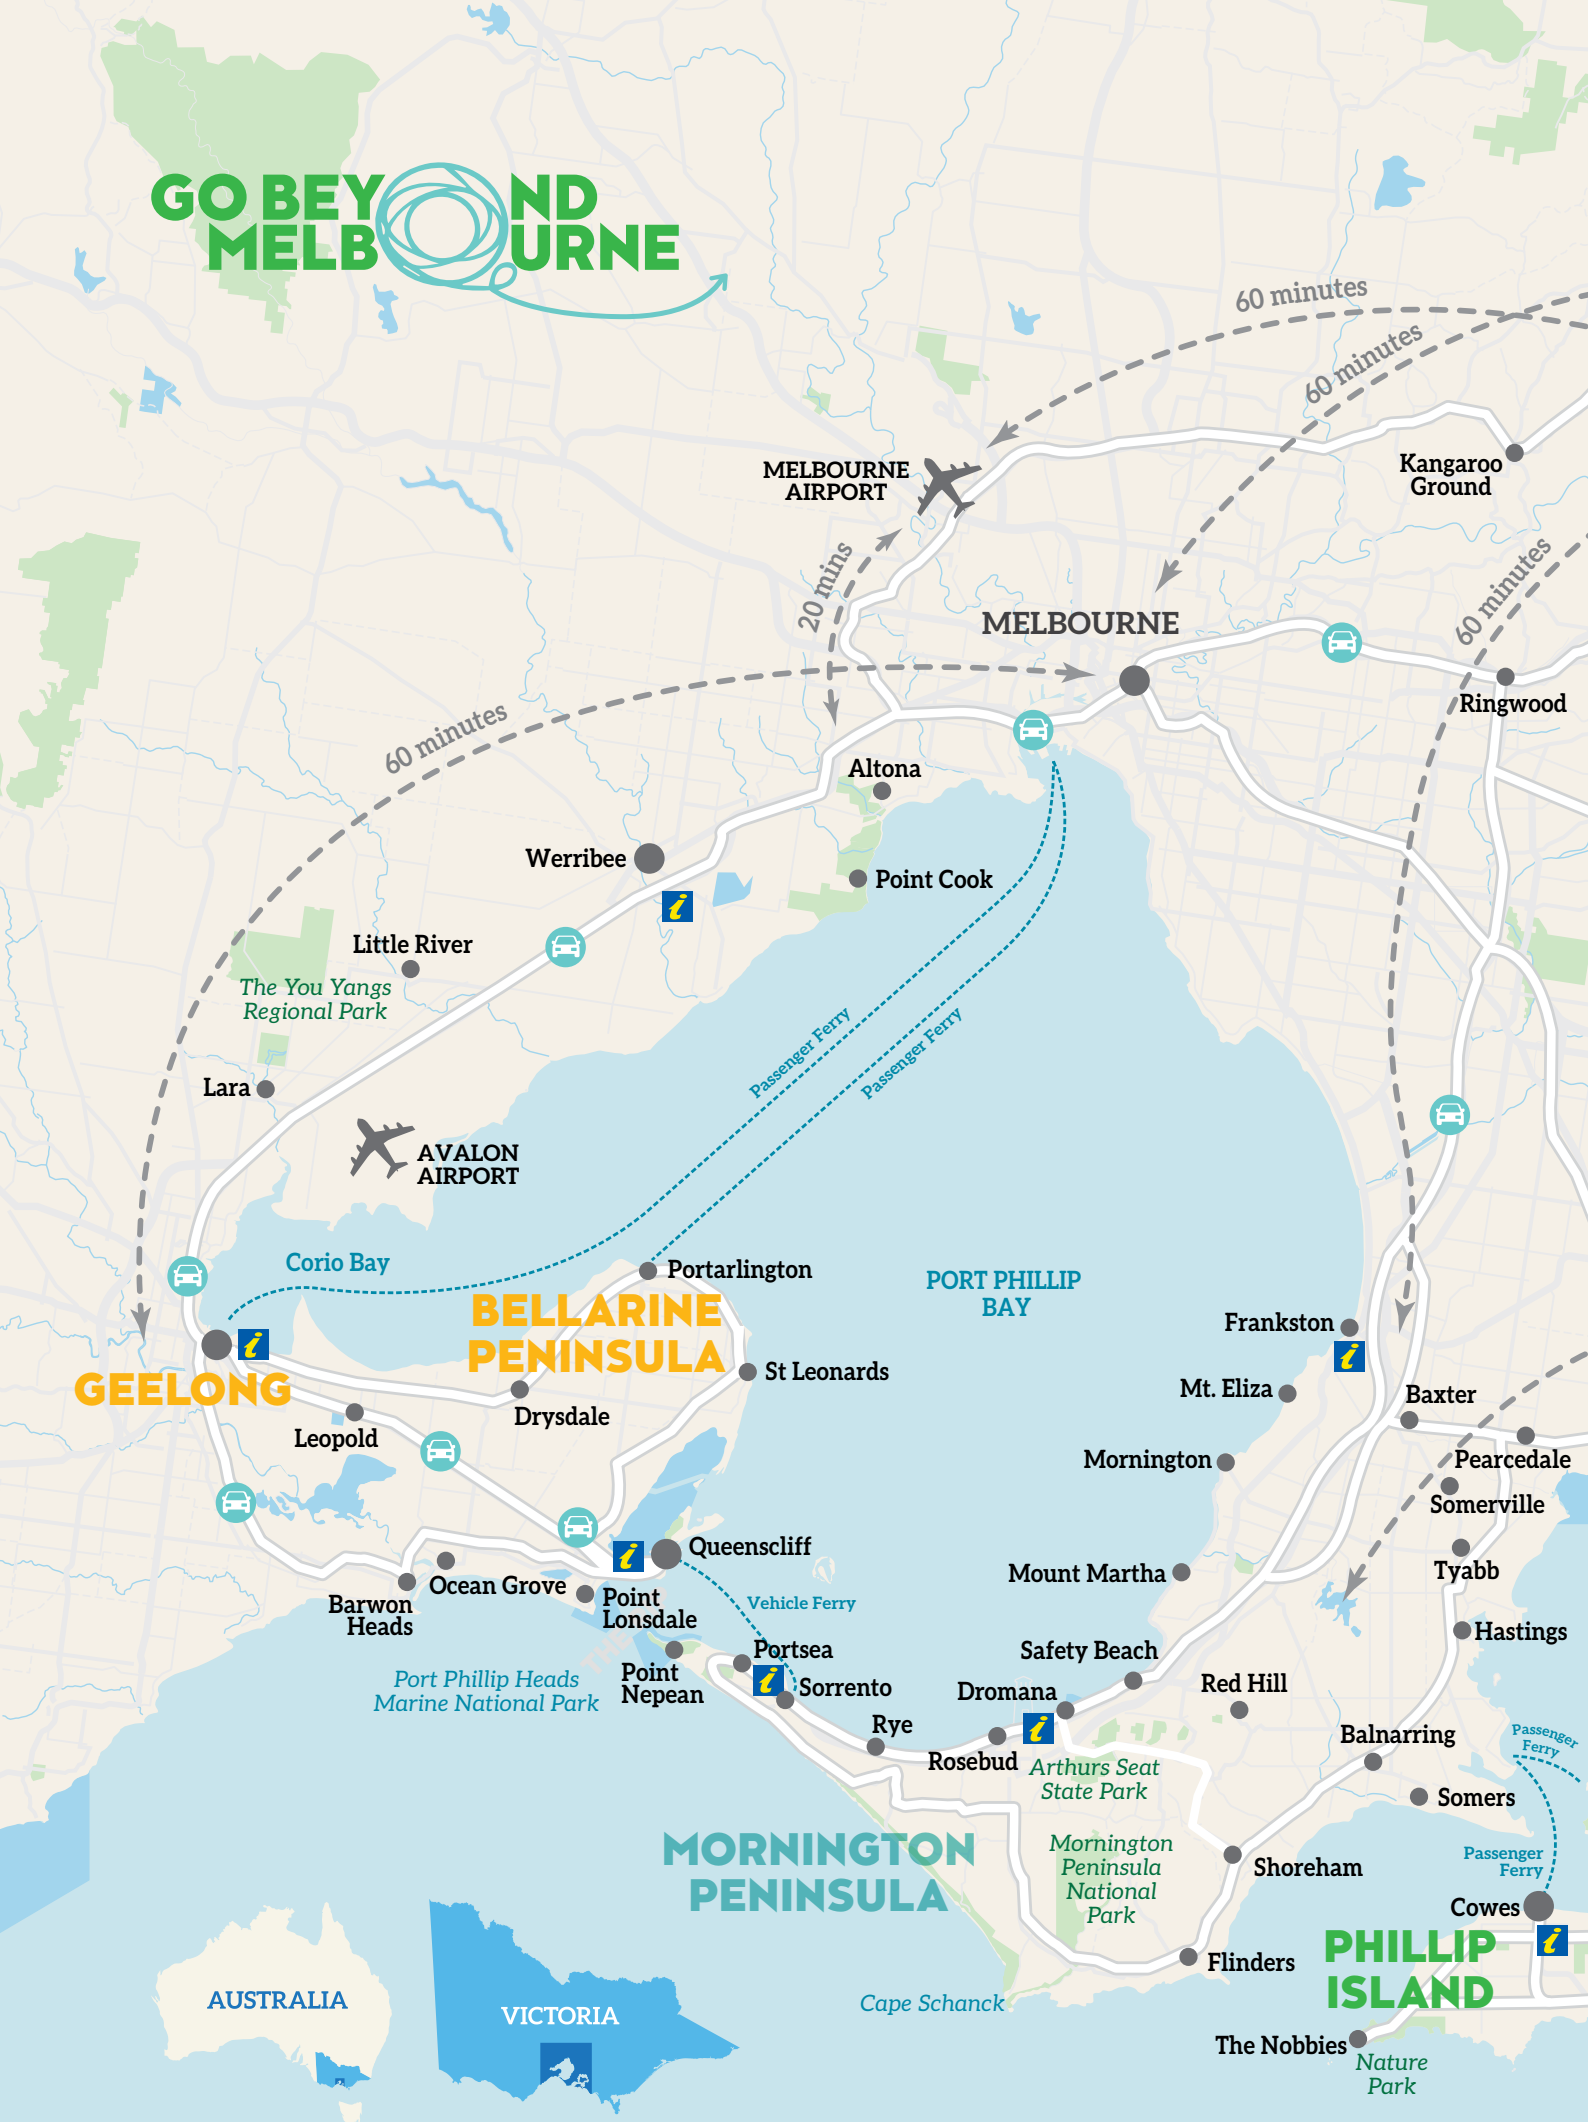 GO BEYOND
MELBOURNE
60 minutes
60 minutes
Kangaroo
Ground
MELBOURNE
AIRPORT
20 mins
60 minutes
MELBOURNE
Ringwood
60 minutes
Altona
Werribee
Point Cook
i
Little River
The You Yangs
Regional Park
Passenger Ferry
Passenger Ferry
Lara
AVALON
AIRPORT
Corio Bay
Portarlington
PORT PHILLIP
BAY
BELLARINE
PENINSULA
Frankston
i
i
GEELONG
St Leonards
Mt. Eliza
Baxter
Drysdale
Leopold
Mornington
Pearcedale
Somerville
Queenscliff
i
Ocean Grove
Mount Martha
Tyabb
Barwon
Heads
Point
Lonsdale
Vehicle Ferry
Hastings
THE
Portsea
Safety Beach
Port Phillip Heads
Marine National Park
Point
Nepean
i
Sorrento
Dromana
Red Hill
Rye
i
Balnarring
Passenger
Ferry
Rosebud
Arthurs Seat
State Park
Somers
MORNINGTON
PENINSULA
Mornington
Peninsula
National
Park
Shoreham
Passenger
Ferry
Cowes
i
PHILLIP
ISLAND
Flinders
AUSTRALIA
VICTORIA
Cape Schanck
The Nobbies
Nature
Park